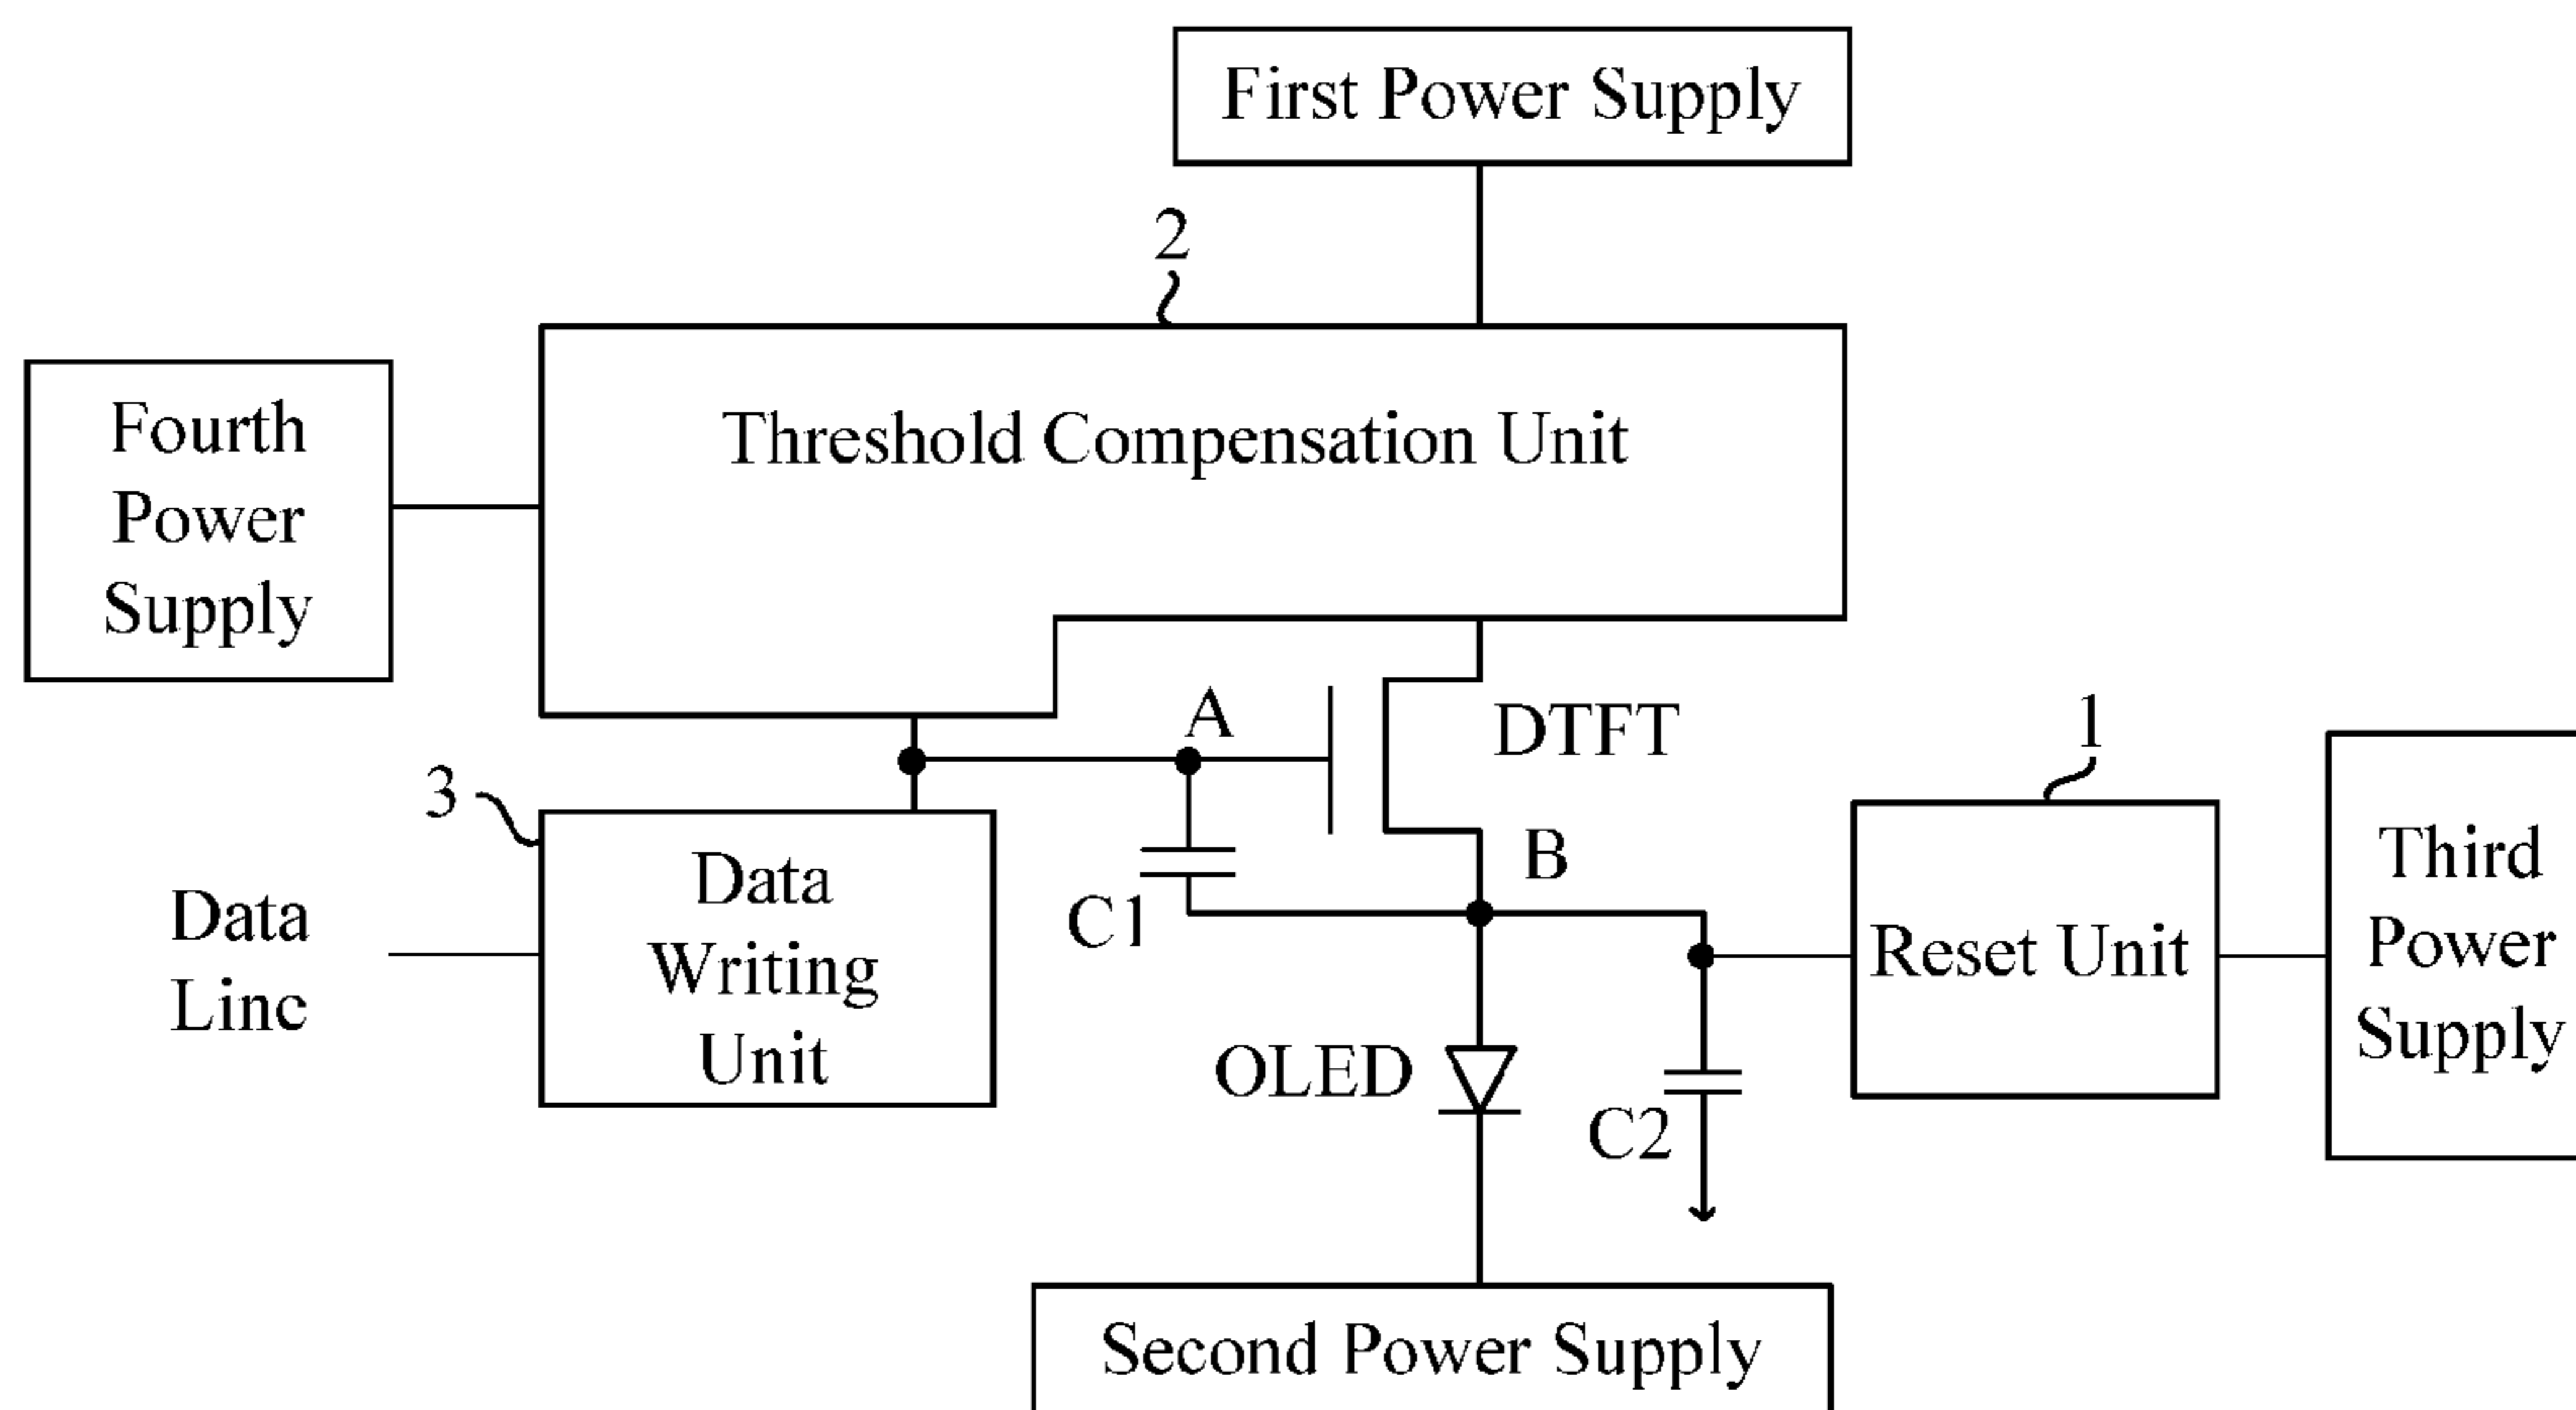 First Power Supply
2
Threshold Compensation Unit
Fourth
Power
Supply
A
DTFT
1
3
B
C1
Data
Writing
Unit
Data
Linc
Reset Unit
Third
Power
Supply
OLED
C2
Second Power Supply